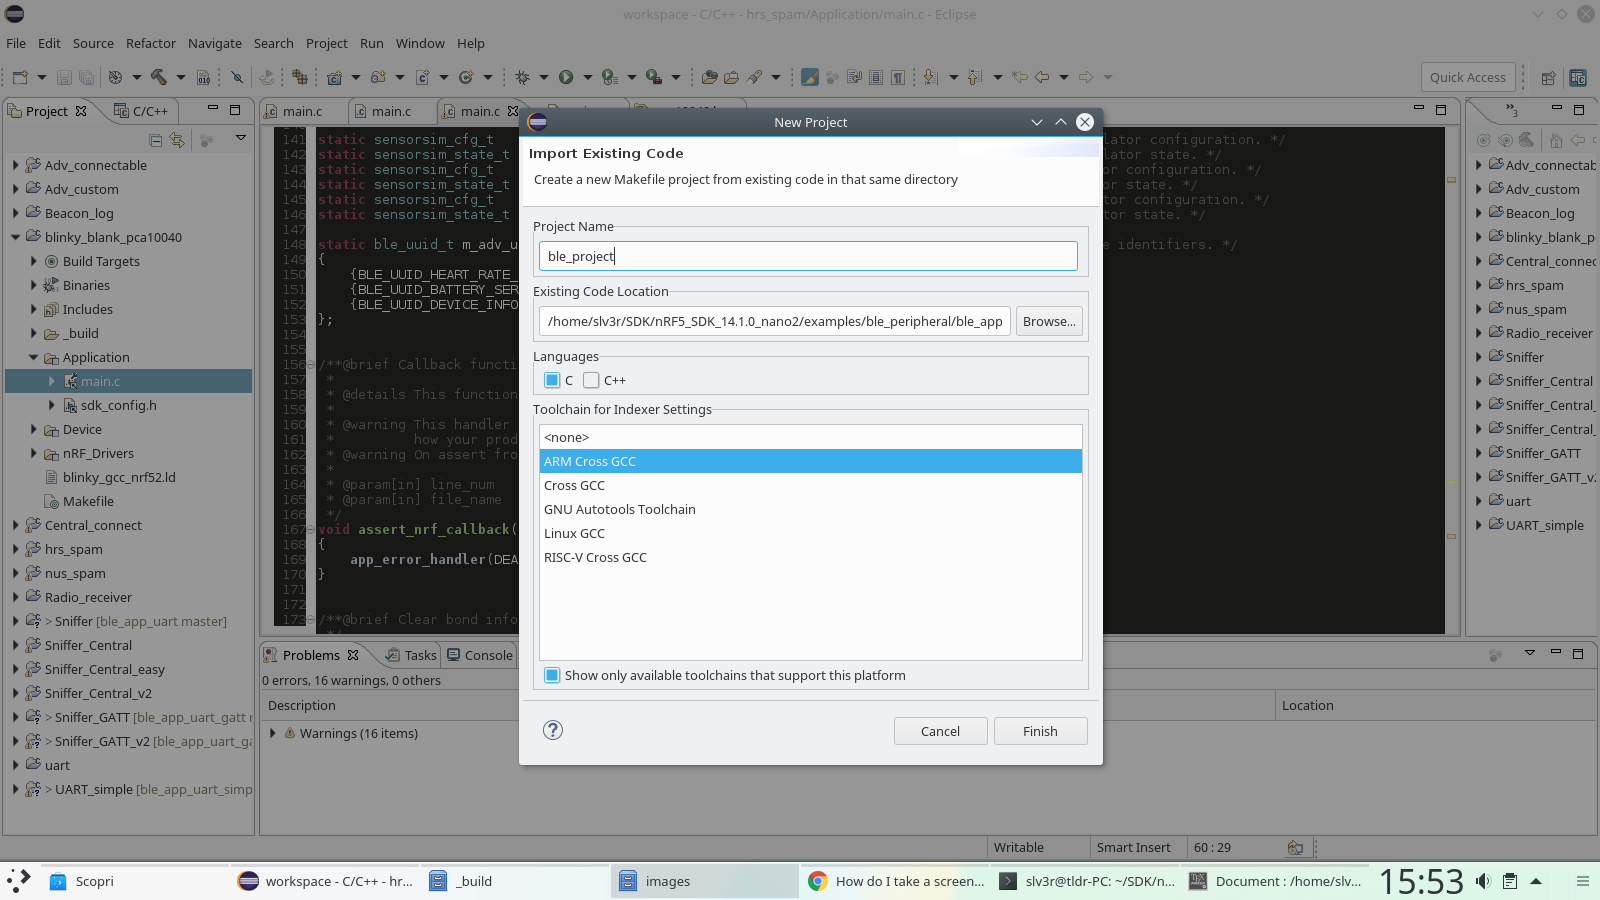 workspace - C/C++ - hrs_spam/Application/main.c - Eclipse
File Edit Source Refactor Navigate Search Project Run Window Help
Quick Access
Project
C/C++
main.c
main.c
main.c
Adv_connectable
Adv_custom
Beacon_log
blinky_blank_pca10040
Build Targets
Binaries
Includes
_build
Application
main.c
sdk_config.h
Device
nRF_Drivers
blinky_gcc_nrf52.ld
Makefile
Central_connect
hrs_spam
nus_spam
Radio_receiver
> Sniffer [ble_app_uart master]
Sniffer_Central
Sniffer_Central_easy
Sniffer_Central_v2
> Sniffer_GATT [ble_app_uart_gatt
> Sniffer_GATT_v2 [ble_app_uart_ga
uart
> UART_simple [ble_app_uart_simp
141 static sensorsim_cfg_t lator configuration. */
142 static sensorsim_state_t lator state. */
143 static sensorsim_cfg_t or configuration. */
144 static sensorsim_state_t or state. */
145 static sensorsim_cfg_t tor configuration. */
146 static sensorsim_state_t tor state. */
147
148 static ble_uuid_t m_adv_u e identifiers. */
149 {
150 {BLE_UUID_HEART_RATE_
151 {BLE_UUID_BATTERY_SER
152 {BLE_UUID_DEVICE_INFO
153 };
154
155
156 /**@brief Callback functi
157 *
158 * @details This function
159 *
160 * @warning This handler
161 * how your prod
162 * @warning On assert fro
163 *
164 * @param[in] line_num
165 * @param[in] file_name
166 */
167 void assert_nrf_callback(
168 {
169 app_error_handler(DEA
170 }
171
172
173 /**@brief Clear bond info
New Project
Import Existing Code
Create a new Makefile project from existing code in that same directory
Project Name
ble_project
Existing Code Location
/home/slv3r/SDK/nRF5_SDK_14.1.0_nano2/examples/ble_peripheral/ble_app
Browse...
Languages
C C++
Toolchain for Indexer Settings
<none>
ARM Cross GCC
Cross GCC
GNU Autotools Toolchain
Linux GCC
RISC-V Cross GCC
Show only available toolchains that support this platform
Cancel Finish
3
Adv_connectab
Adv_custom
Beacon_log
blinky_blank_p
Central_connec
hrs_spam
nus_spam
Radio_receiver
Sniffer
Sniffer_Central
Sniffer_Central_
Sniffer_Central_
Sniffer_GATT
Sniffer_GATT_v
uart
UART_simple
Problems Tasks Console
0 errors, 16 warnings, 0 others
Description Location
Warnings (16 items)
Writable Smart Insert 60 : 29
Scopri
workspace - C/C++ - hr...
_build
images
How do I take a screen...
slv3r@tldr-PC: ~/SDK/n...
Document : /home/slv...
15:53